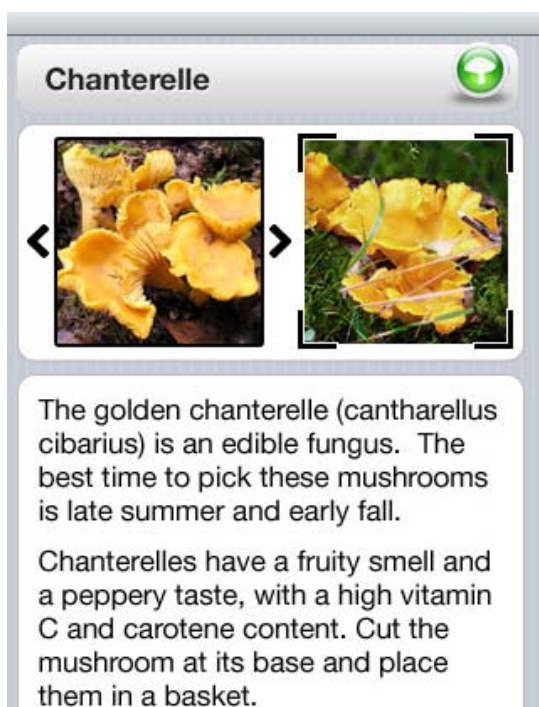 Chanterelle
The golden chanterelle (cantharellus
cibarius) is an edible fungus.  The
best time to pick these mushrooms
is late summer and early fall.
Chanterelles have a fruity smell and
a peppery taste, with a high vitamin
C and carotene content. Cut the
mushroom at its base and place
them in a basket.